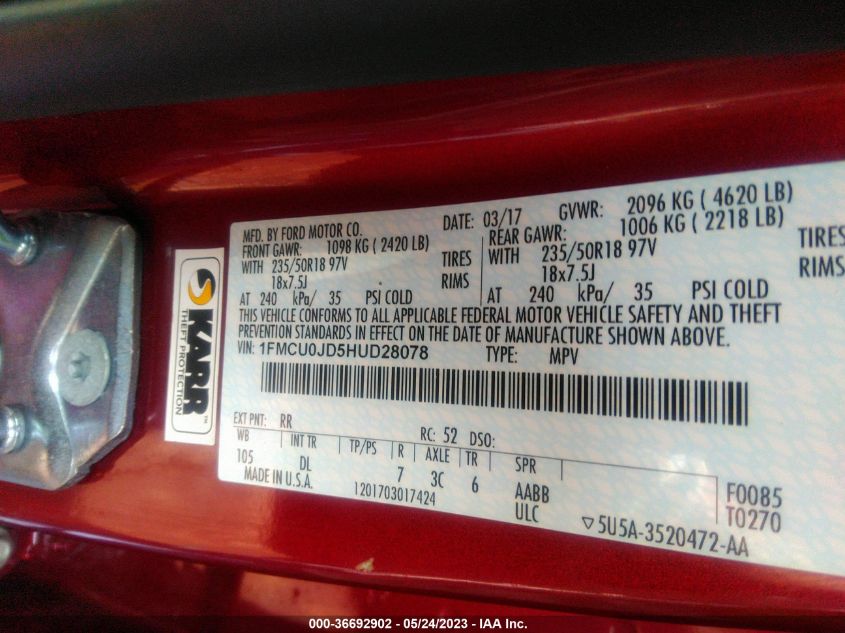 MFD. BY FORD MOTOR CO.
DATE: 03/17 GVWR: 2096 KG ( 4620 LB)
FRONT GAWR: 1098 KG (2420 LB)
REAR GAWR: 1006 KG ( 2218 LB)
WITH 235/50R18 97V TIRES
WITH 235/50R18 97V TIRES
18x7.5J RIMS
18x7.5J RIMS
AT 240 kPa/ 35 PSI COLD
AT 240 kPa/ 35 PSI COLD
THIS VEHICLE CONFORMS TO ALL APPLICABLE FEDERAL MOTOR VEHICLE SAFETY AND THEFT
PREVENTION STANDARDS IN EFFECT ON THE DATE OF MANUFACTURE SHOWN ABOVE.
VIN: 1FMCU0JD5HUD28078 TYPE: MPV
EXT PNT: RR RC: 52 DSO:
WB INT TR TP/PS R AXLE TR SPR
105 DL 7 3C 6 AABB F0085
MADE IN U.S.A. 1201703017424 ULC T0270
▽5U5A-3520472-AA
KARR™
THEFT PROTECTION
000-36692902 - 05/24/2023 - IAA Inc.